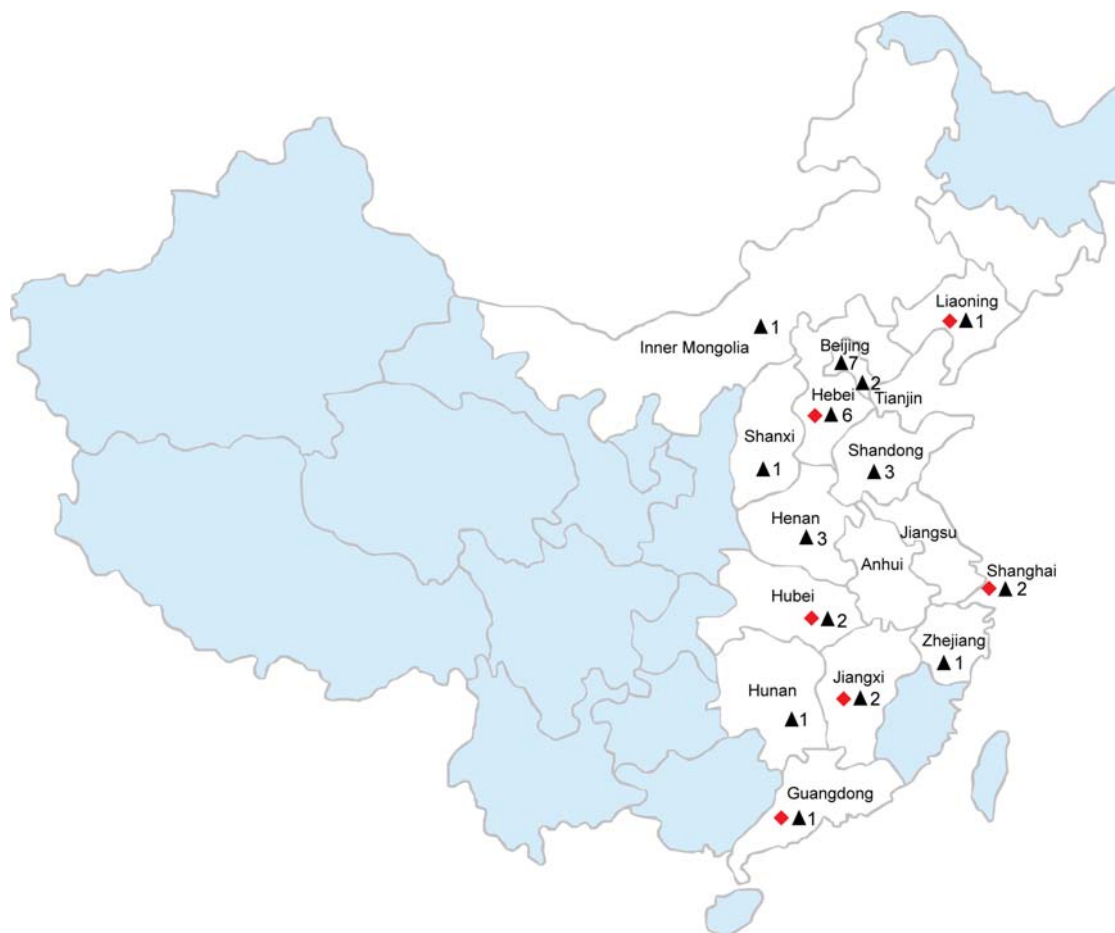 Liaoning
1
1
Inner Mongolia
Beijing
7
2
Tianjin
Hebei
6
Shanxi
1
Shandong
3
Henan
3
Jiangsu
Anhui
Shanghai
2
Hubei
2
Zhejiang
1
Jiangxi
2
Hunan
1
Guangdong
1